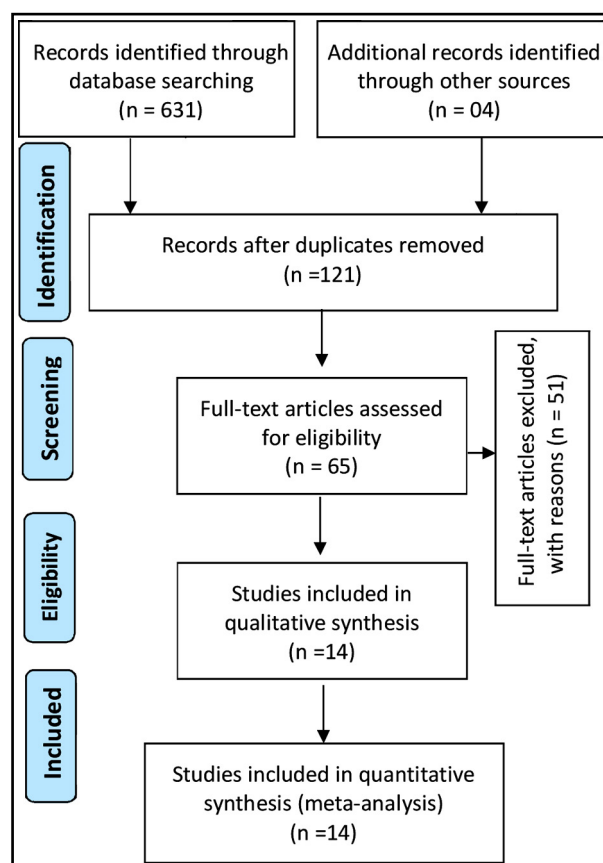 Records identified through
database searching
(n = 631)
Additional records identified
through other sources
(n = 04)
Identification
Records after duplicates removed
(n =121)
Screening
Full-text articles assessed
for eligibility
(n = 65)
Full-text articles excluded,
with reasons (n = 51)
Eligibility
Studies included in
qualitative synthesis
(n =14)
Included
Studies included in quantitative
synthesis (meta-analysis)
(n =14)